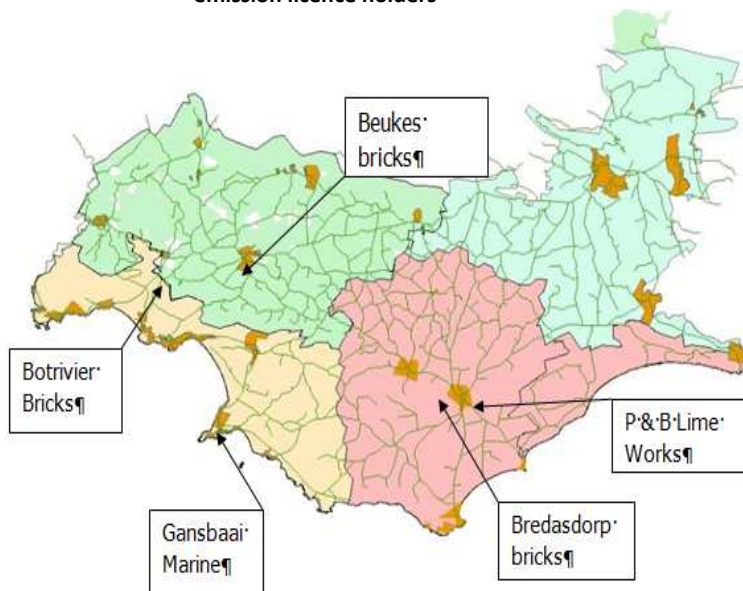 emission licence holders
Beukes·
bricks¶
Botrivier·
Bricks¶
P·&·B·Lime·
Works¶
Gansbaai·
Marine¶
Bredasdorp·
bricks¶